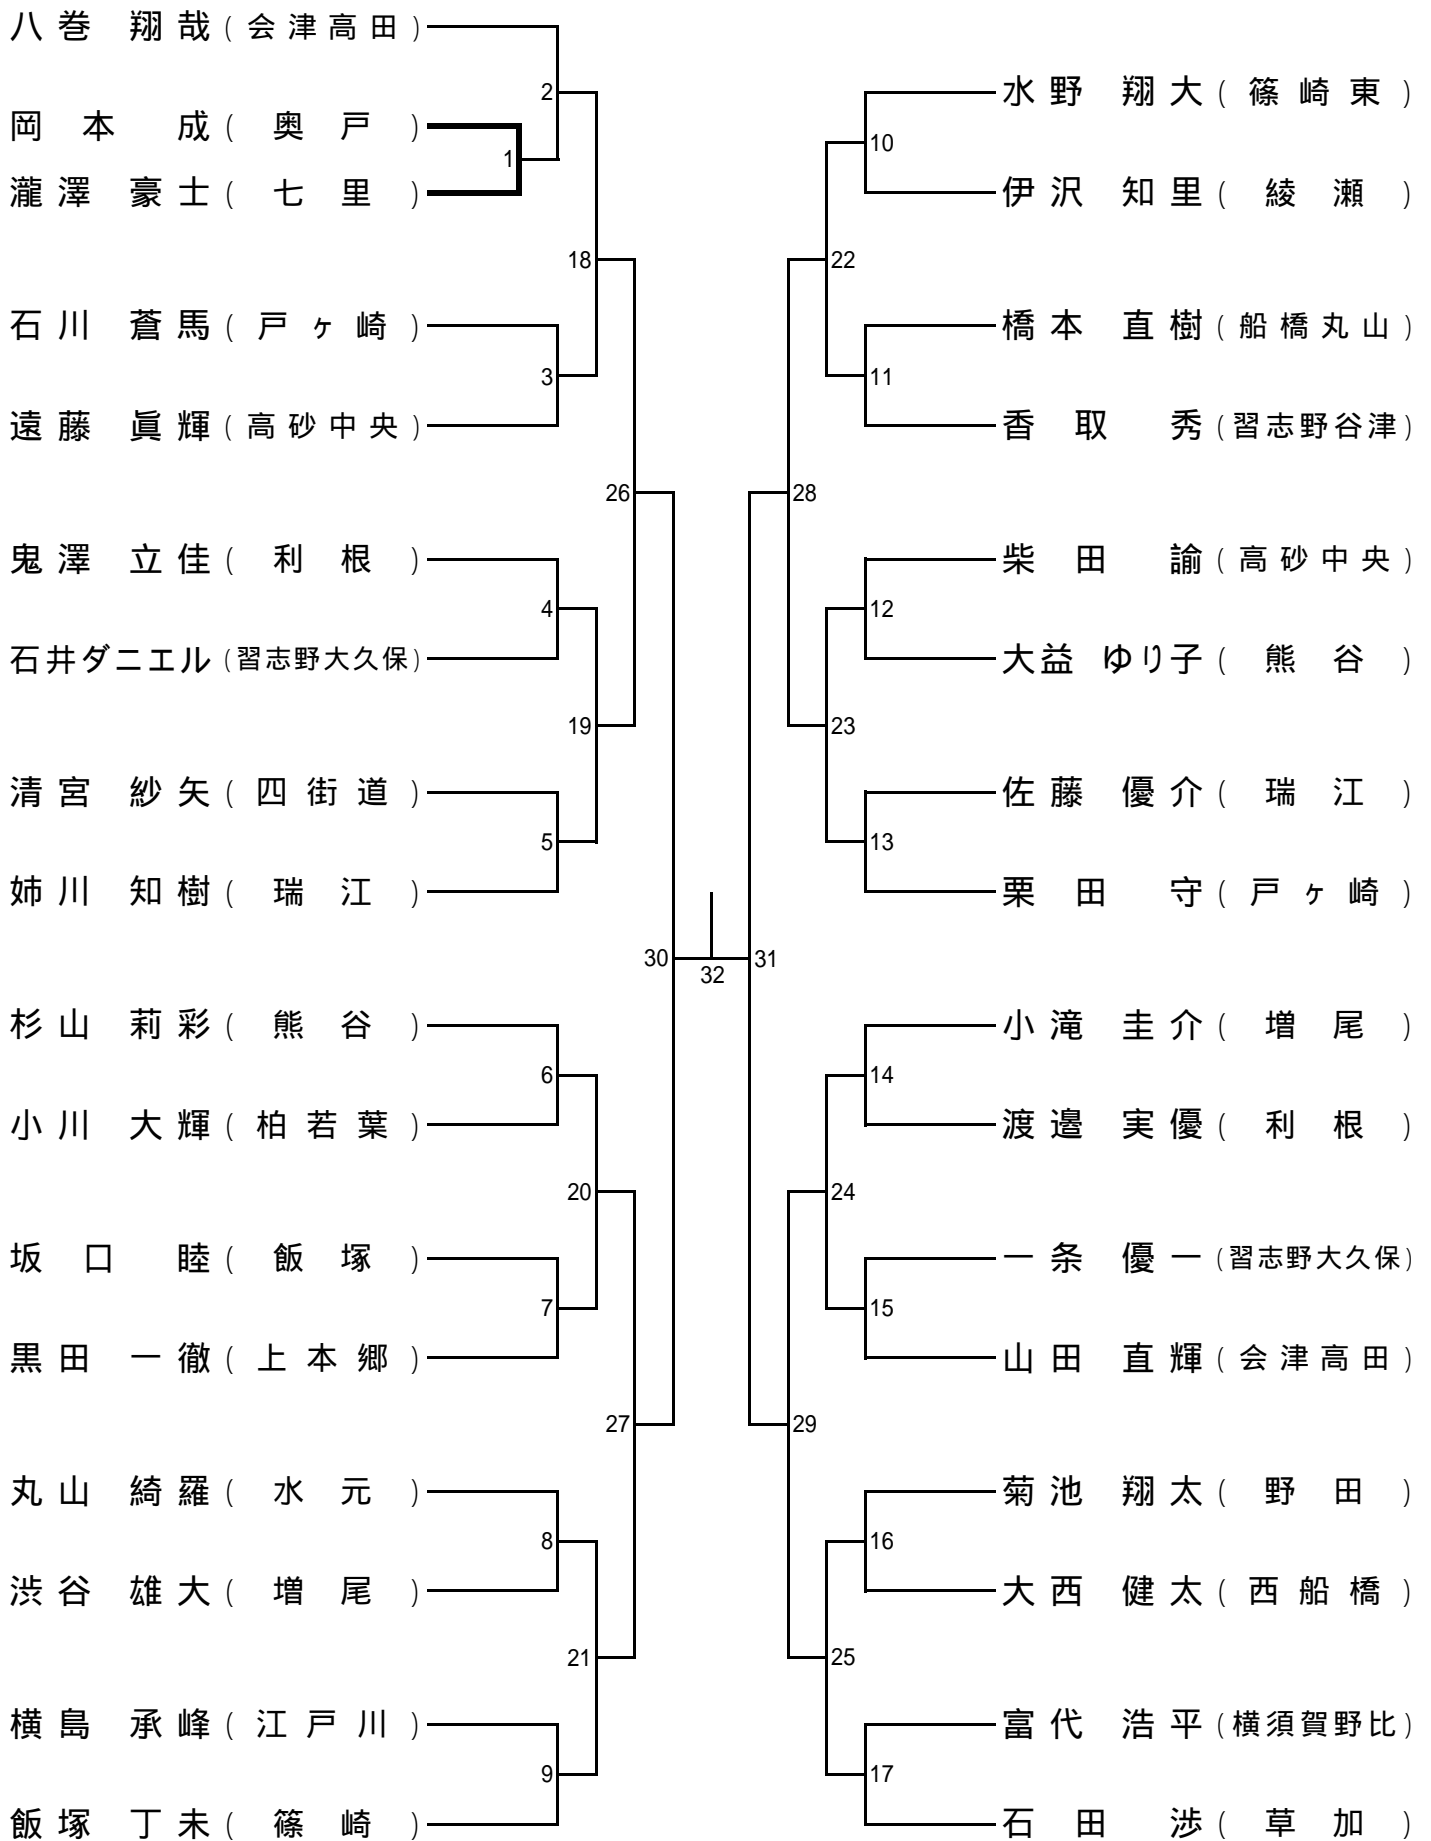 八巻 翔哉 (会津高田)
2
岡本 成 (奥戸)
1
瀧澤 豪士 (七里)
18
石川 蒼馬 (戸ヶ崎)
3
遠藤 眞輝 (高砂中央)
26
鬼澤 立佳 (利根)
4
石井ダニエル (習志野大久保)
19
清宮 紗矢 (四街道)
5
姉川 知樹 (瑞江)
30
杉山 莉彩 (熊谷)
6
小川 大輝 (柏若葉)
20
坂口 睦 (飯塚)
7
黒田 一徹 (上本郷)
27
丸山 綺羅 (水元)
8
渋谷 雄大 (増尾)
21
横島 承峰 (江戸川)
9
飯塚 丁未 (篠崎)
32
水野 翔大 (篠崎東)
10
伊沢 知里 (綾瀬)
22
橋本 直樹 (船橋丸山)
11
香取 秀 (習志野谷津)
28
柴田 諭 (高砂中央)
12
大益 ゆり子 (熊谷)
23
佐藤 優介 (瑞江)
13
栗田 守 (戸ヶ崎)
31
小滝 圭介 (増尾)
14
渡邉 実優 (利根)
24
一条 優一 (習志野大久保)
15
山田 直輝 (会津高田)
29
菊池 翔太 (野田)
16
大西 健太 (西船橋)
25
富代 浩平 (横須賀野比)
17
石田 渉 (草加)